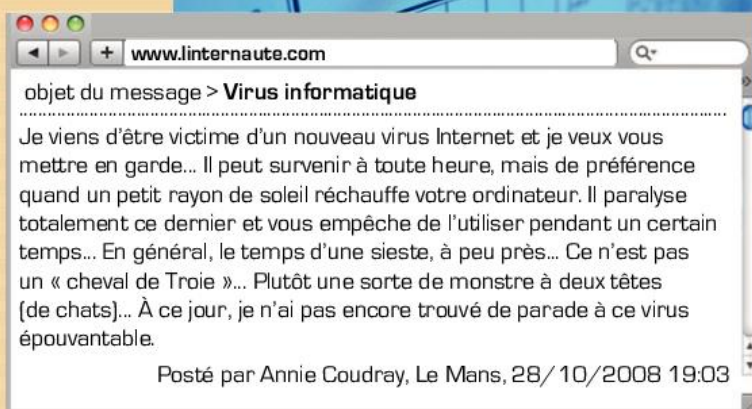 www.linternaute.com
objet du message > Virus informatique
Je viens d'être victime d'un nouveau virus Internet et je veux vous
mettre en garde... Il peut survenir à toute heure, mais de préférence
quand un petit rayon de soleil réchauffe votre ordinateur. Il paralyse
totalement ce dernier et vous empêche de l'utiliser pendant un certain
temps... En général, le temps d'une sieste, à peu près... Ce n'est pas
un « cheval de Troie »... Plutôt une sorte de monstre à deux têtes
(de chats)... À ce jour, je n'ai pas encore trouvé de parade à ce virus
épouvantable.
Posté par Annie Coudray, Le Mans, 28/10/2008 19:03